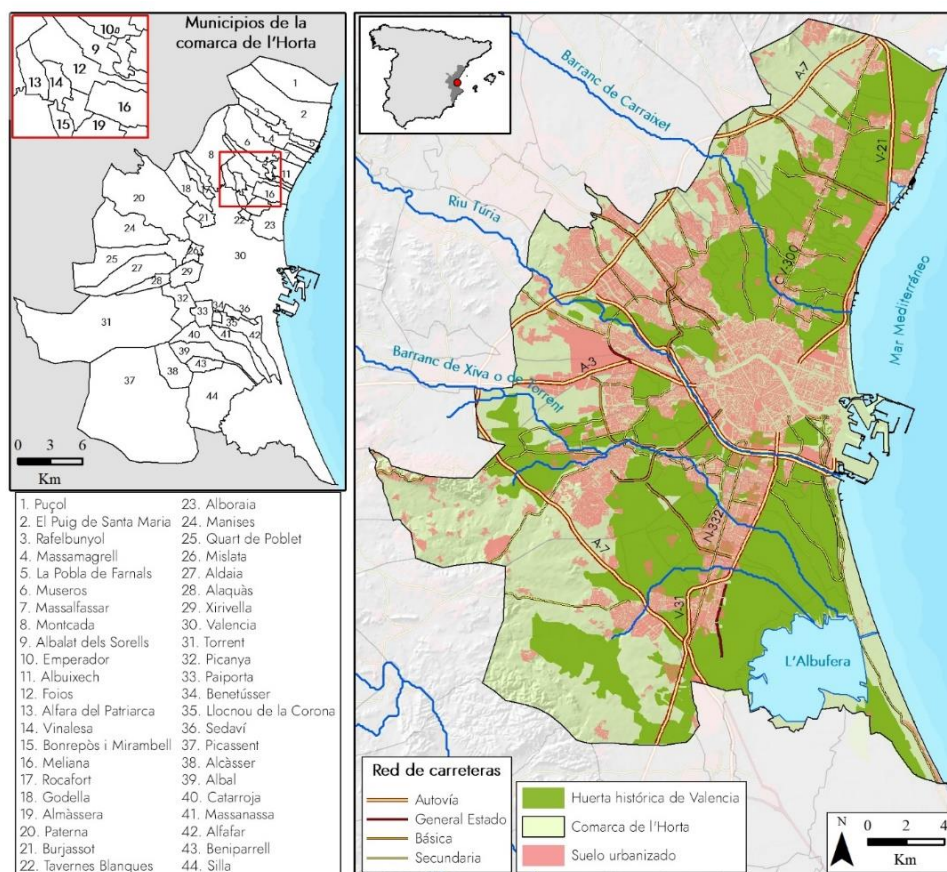 Municipios de la
comarca de l'Horta
10
9
12
13
14
16
15
19
1
2
3
4
5
6
8
11
16
17
18
20
21
22
23
24
25
26
27
28
29
30
31
32
33
34
35
36
37
38
39
40
41
42
43
44
0 3 6
Km
1. Puçol
2. El Puig de Santa Maria
3. Rafelbunyol
4. Massamagrell
5. La Pobla de Farnals
6. Museros
7. Massalfassar
8. Montcada
9. Albalat dels Sorells
10. Emperador
11. Albuixech
12. Foios
13. Alfara del Patriarca
14. Vinalesa
15. Bonrepòs i Mirambell
16. Meliana
17. Rocafort
18. Godella
19. Almàssera
20. Paterna
21. Burjassot
22. Tavernes Blanques
23. Alboraia
24. Manises
25. Quart de Poblet
26. Mislata
27. Aldaia
28. Alaquàs
29. Xirivella
30. Valencia
31. Torrent
32. Picanya
33. Paiporta
34. Benetússer
35. Llocnou de la Corona
36. Sedaví
37. Picassent
38. Alcàsser
39. Albal
40. Catarroja
41. Massanassa
42. Alfafar
43. Beniparrell
44. Silla
Barranc de Carraixet
A-7
V-21
Riu Túria
CV-300
Mar Mediterráneo
Barranc de Xiva o de Torrent
A-3
N-332
A-7
V-31
L'Albufera
Red de carreteras
Autovía
General Estado
Básica
Secundaria
Huerta histórica de Valencia
Comarca de l'Horta
Suelo urbanizado
N
0 2 4
Km